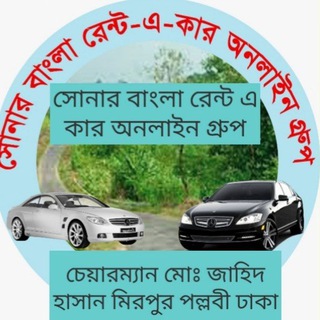 সোনার বাংলা রেন্ট-এ-কার অনলাইন গ্রুপ
সোনার বাংলা রেন্ট এ
কার অনলাইন গ্রুপ
চেয়ারম্যান মোঃ জাহিদ
হাসান মিরপুর পল্লবী ঢাকা